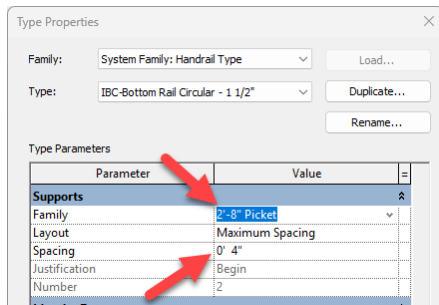 Type Properties
Family: System Family: Handrail Type Load...
Type: IBC-Bottom Rail Circular - 1 1/2" Duplicate...
Rename...
Type Parameters
Parameter Value =
Supports
Family 2'-8" Picket
Layout Maximum Spacing
Spacing 0' 4"
Justification Begin
Number 2